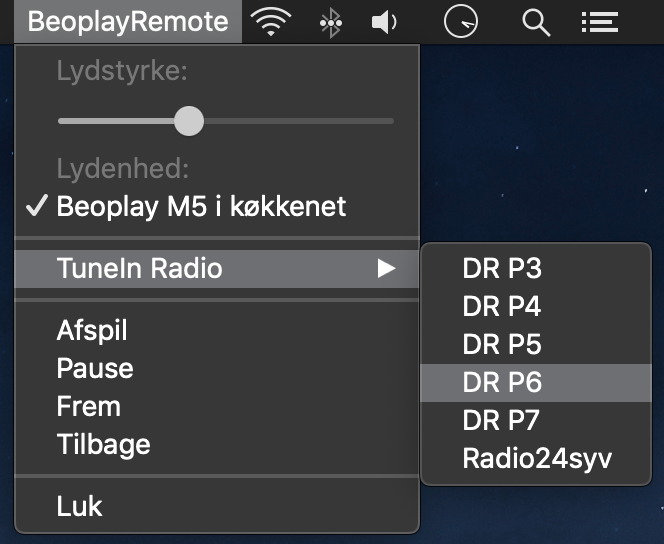 BeoplayRemote
Lydstyrke:
Lydenhed:
Beoplay M5 i køkkenet
TuneIn Radio
DR P3
DR P4
DR P5
DR P6
DR P7
Radio24syv
Afspil
Pause
Frem
Tilbage
Luk